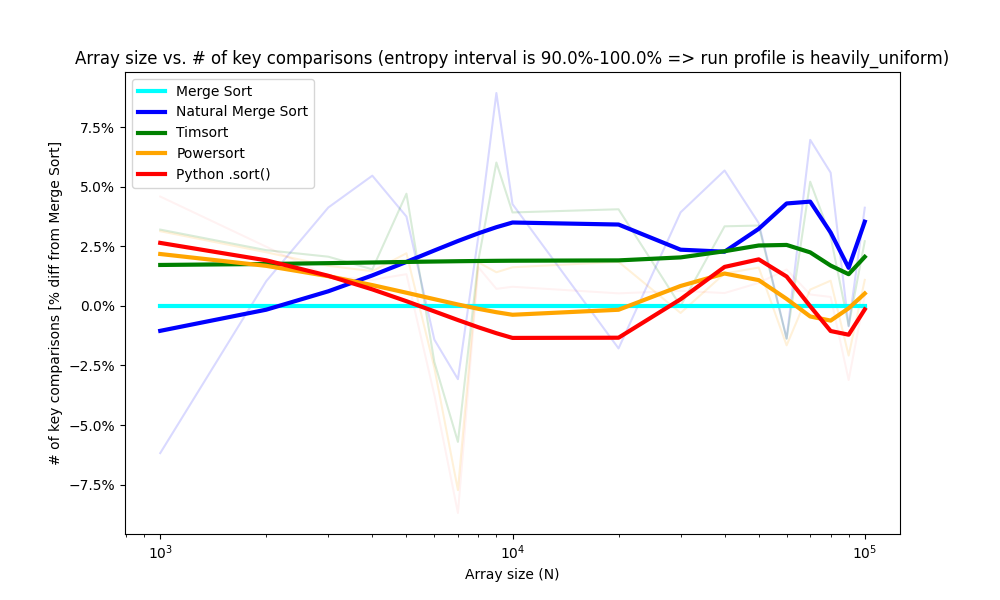 Array size vs. # of key comparisons (entropy interval is 90.0%-100.0% => run profile is heavily_uniform)
Merge Sort
Natural Merge Sort
Timsort
Powersort
Python .sort()
# of key comparisons [% diff from Merge Sort]
7.5%
5.0%
2.5%
0.0%
−2.5%
−5.0%
−7.5%
10³ 10⁴ 10⁵
Array size (N)